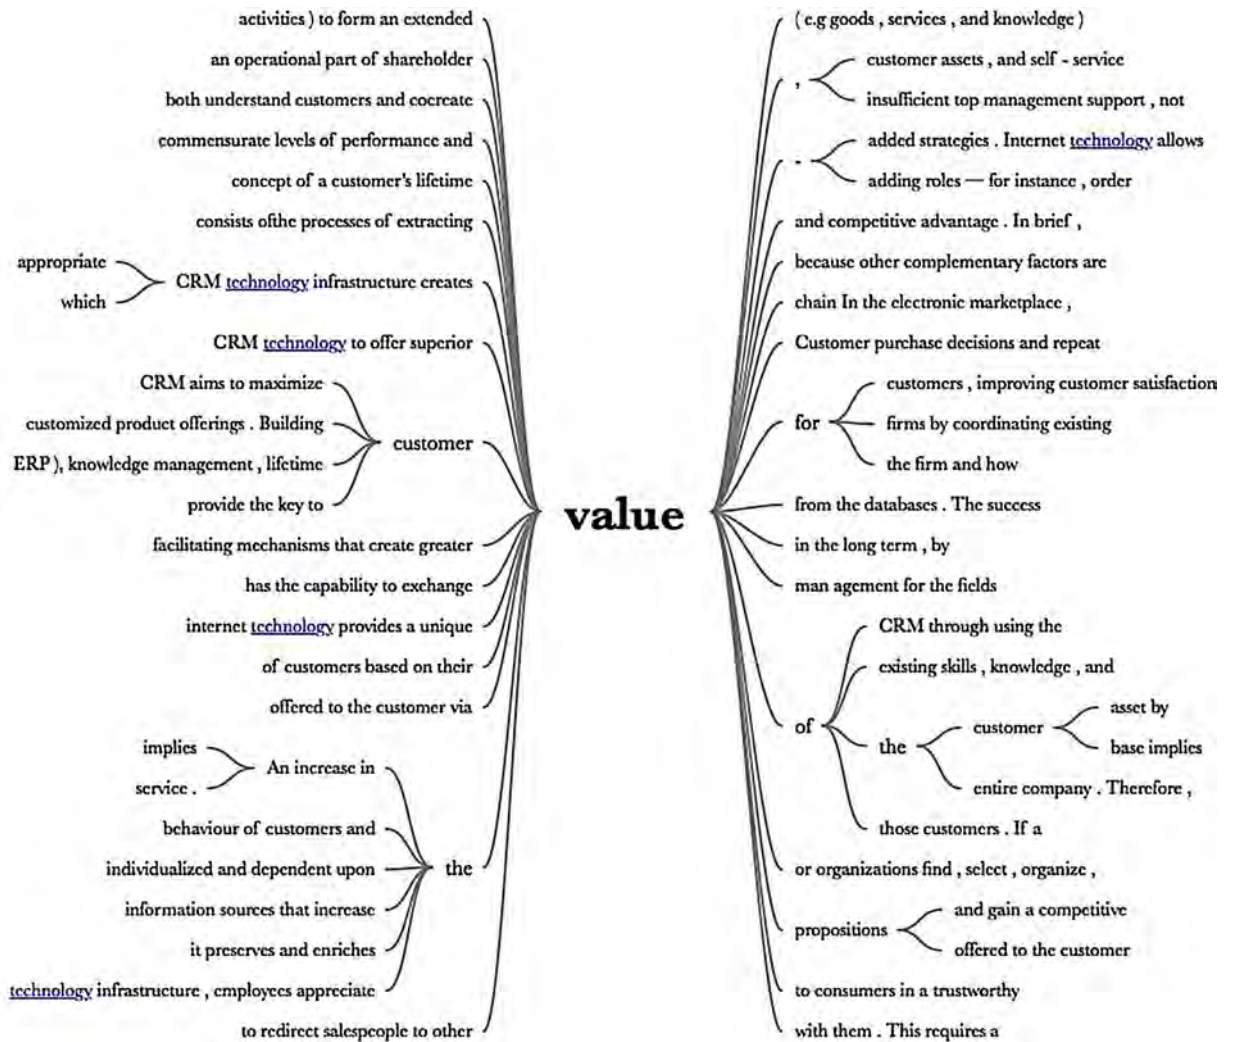 activities ) to form an extended
an operational part of shareholder
both understand customers and cocreate
commensurate levels of performance and
concept of a customer's lifetime
consists ofthe processes of extracting
appropriate
which
CRM technology infrastructure creates
CRM technology to offer superior
CRM aims to maximize
customized product offerings . Building
ERP ), knowledge management , lifetime
provide the key to
customer
facilitating mechanisms that create greater
has the capability to exchange
internet technology provides a unique
of customers based on their
offered to the customer via
implies
service .
An increase in
behaviour of customers and
individualized and dependent upon
information sources that increase
it preserves and enriches
technology infrastructure , employees appreciate
the
to redirect salespeople to other
value
( e.g goods , services , and knowledge )
,
customer assets , and self - service
insufficient top management support , not
-
added strategies . Internet technology allows
adding roles — for instance , order
and competitive advantage . In brief ,
because other complementary factors are
chain In the electronic marketplace ,
Customer purchase decisions and repeat
for
customers , improving customer satisfaction
firms by coordinating existing
the firm and how
from the databases . The success
in the long term , by
man agement for the fields
of
CRM through using the
existing skills , knowledge , and
the
customer
asset by
base implies
entire company . Therefore ,
those customers . If a
or organizations find , select , organize ,
propositions
and gain a competitive
offered to the customer
to consumers in a trustworthy
with them . This requires a